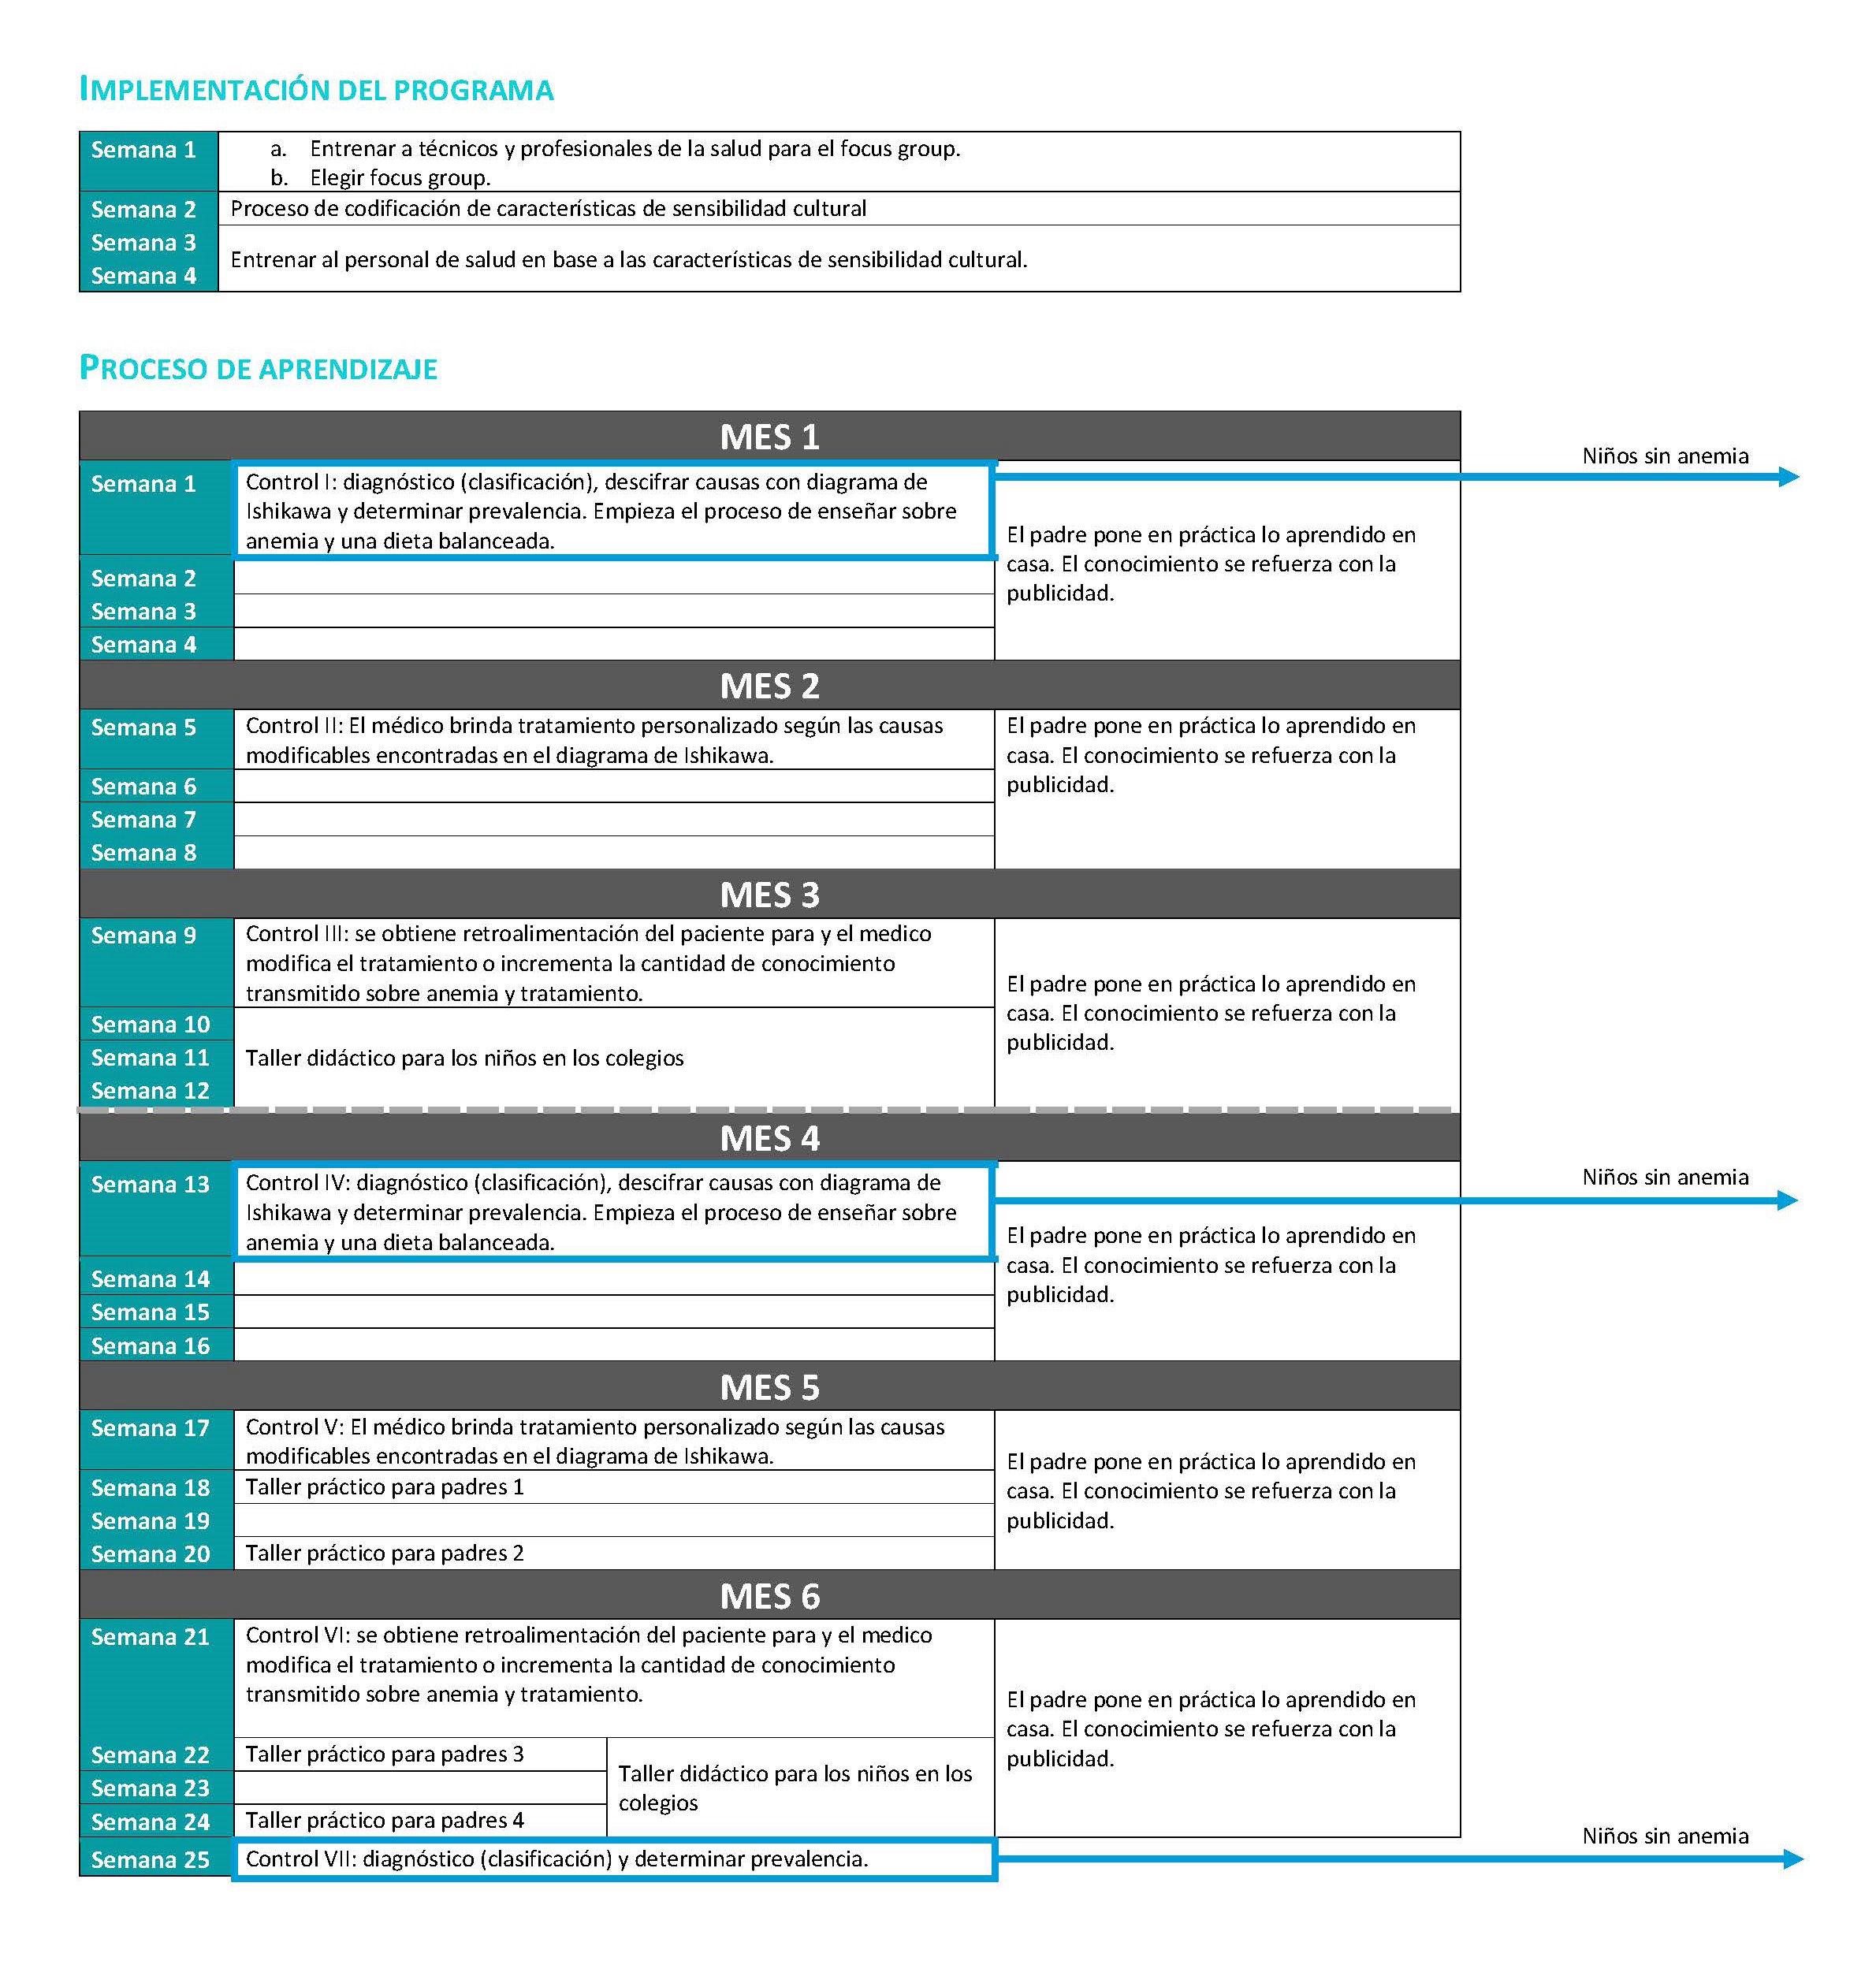 IMPLEMENTACIÓN DEL PROGRAMA
Semana 1
a. Entrenar a técnicos y profesionales de la salud para el focus group.
b. Elegir focus group.
Semana 2
Proceso de codificación de características de sensibilidad cultural
Semana 3
Semana 4
Entrenar al personal de salud en base a las características de sensibilidad cultural.
PROCESO DE APRENDIZAJE
MES 1
Niños sin anemia
Semana 1
Control I: diagnóstico (clasificación), descifrar causas con diagrama de
Ishikawa y determinar prevalencia. Empieza el proceso de enseñar sobre
anemia y una dieta balanceada.
El padre pone en práctica lo aprendido en
casa. El conocimiento se refuerza con la
publicidad.
Semana 2
Semana 3
Semana 4
MES 2
Semana 5
Control II: El médico brinda tratamiento personalizado según las causas
modificables encontradas en el diagrama de Ishikawa.
El padre pone en práctica lo aprendido en
casa. El conocimiento se refuerza con la
publicidad.
Semana 6
Semana 7
Semana 8
MES 3
Semana 9
Control III: se obtiene retroalimentación del paciente para y el medico
modifica el tratamiento o incrementa la cantidad de conocimiento
transmitido sobre anemia y tratamiento.
El padre pone en práctica lo aprendido en
casa. El conocimiento se refuerza con la
publicidad.
Semana 10
Semana 11
Semana 12
Taller didáctico para los niños en los colegios
MES 4
Niños sin anemia
Semana 13
Control IV: diagnóstico (clasificación), descifrar causas con diagrama de
Ishikawa y determinar prevalencia. Empieza el proceso de enseñar sobre
anemia y una dieta balanceada.
El padre pone en práctica lo aprendido en
casa. El conocimiento se refuerza con la
publicidad.
Semana 14
Semana 15
Semana 16
MES 5
Semana 17
Control V: El médico brinda tratamiento personalizado según las causas
modificables encontradas en el diagrama de Ishikawa.
El padre pone en práctica lo aprendido en
casa. El conocimiento se refuerza con la
publicidad.
Semana 18
Taller práctico para padres 1
Semana 19
Semana 20
Taller práctico para padres 2
MES 6
Semana 21
Control VI: se obtiene retroalimentación del paciente para y el medico
modifica el tratamiento o incrementa la cantidad de conocimiento
transmitido sobre anemia y tratamiento.
El padre pone en práctica lo aprendido en
casa. El conocimiento se refuerza con la
publicidad.
Semana 22
Taller práctico para padres 3
Taller didáctico para los niños en los
colegios
Semana 23
Semana 24
Taller práctico para padres 4
Niños sin anemia
Semana 25
Control VII: diagnóstico (clasificación) y determinar prevalencia.